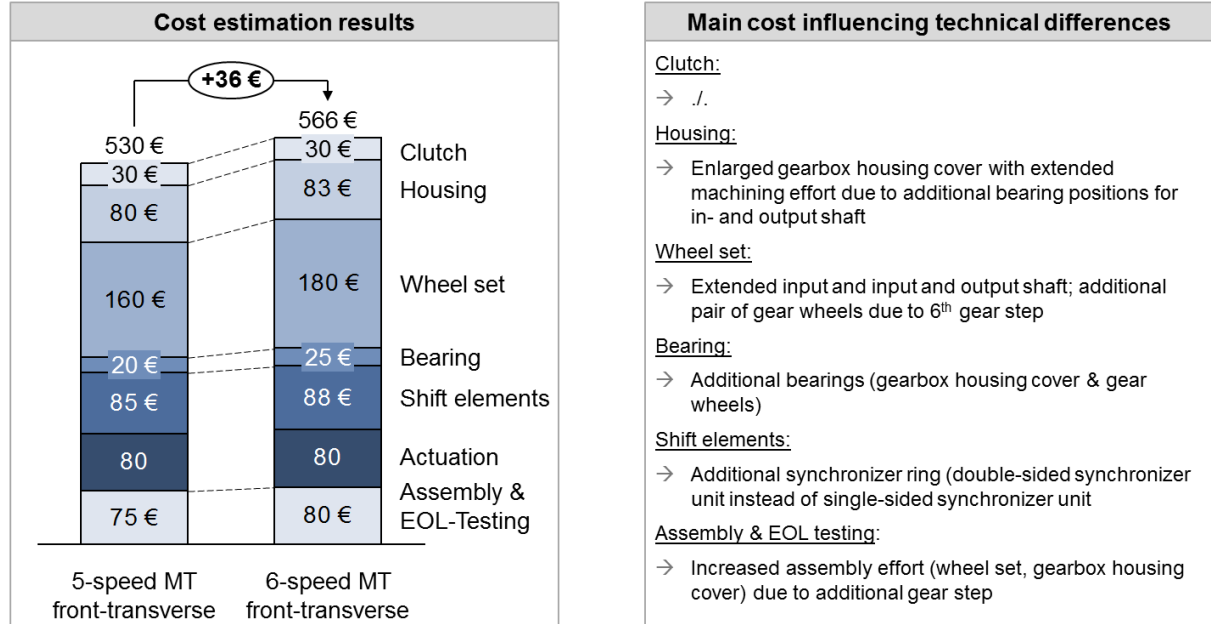 Cost estimation results
+36 €
530 €
566 €
30 €
30 €
Clutch
80 €
83 €
Housing
160 €
180 €
Wheel set
20 €
25 €
Bearing
85 €
88 €
Shift elements
80
80
Actuation
75 €
80 €
Assembly &
EOL-Testing
5-speed MT
front-transverse
6-speed MT
front-transverse
Main cost influencing technical differences
Clutch:
→ ./.
Housing:
→ Enlarged gearbox housing cover with extended
machining effort due to additional bearing positions for
in- and output shaft
Wheel set:
→ Extended input and input and output shaft; additional
pair of gear wheels due to 6th gear step
Bearing:
→ Additional bearings (gearbox housing cover & gear
wheels)
Shift elements:
→ Additional synchronizer ring (double-sided synchronizer
unit instead of single-sided synchronizer unit
Assembly & EOL testing:
→ Increased assembly effort (wheel set, gearbox housing
cover) due to additional gear step